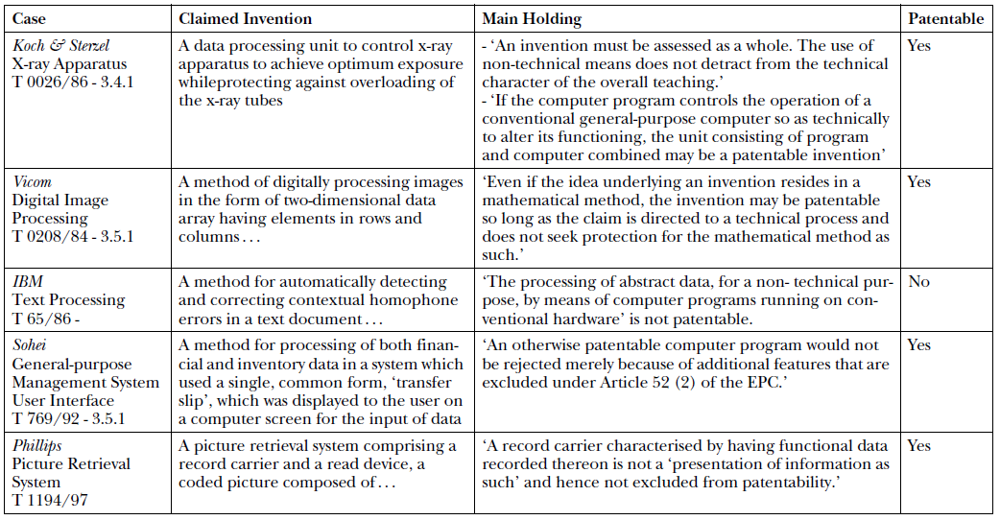 Case
Claimed Invention
Main Holding
Patentable
Koch & Sterzel
X-ray Apparatus
T 0026/86 - 3.4.1
A data processing unit to control x-ray
apparatus to achieve optimum exposure
whileprotecting against overloading of
the x-ray tubes
- ‘An invention must be assessed as a whole. The use of
non-technical means does not detract from the technical
character of the overall teaching.’
- ‘If the computer program controls the operation of a
conventional general-purpose computer so as technically
to alter its functioning, the unit consisting of program
and computer combined may be a patentable invention’
Yes
Vicom
Digital Image
Processing
T 0208/84 - 3.5.1
A method of digitally processing images
in the form of two-dimensional data
array having elements in rows and
columns . . .
‘Even if the idea underlying an invention resides in a
mathematical method, the invention may be patentable
so long as the claim is directed to a technical process and
does not seek protection for the mathematical method as
such.’
Yes
IBM
Text Processing
T 65/86 -
A method for automatically detecting
and correcting contextual homophone
errors in a text document . . .
‘The processing of abstract data, for a non- technical pur-
pose, by means of computer programs running on con-
ventional hardware’ is not patentable.
No
Sohei
General-purpose
Management System
User Interface
T 769/92 - 3.5.1
A method for processing of both finan-
cial and inventory data in a system which
used a single, common form, ‘transfer
slip’, which was displayed to the user on
a computer screen for the input of data
‘An otherwise patentable computer program would not
be rejected merely because of additional features that are
excluded under Article 52 (2) of the EPC.’
Yes
Phillips
Picture Retrieval
System
T 1194/97
A picture retrieval system comprising a
record carrier and a read device, a
coded picture composed of . . .
‘A record carrier characterised by having functional data
recorded thereon is not a ‘presentation of information as
such’ and hence not excluded from patentability.’
Yes